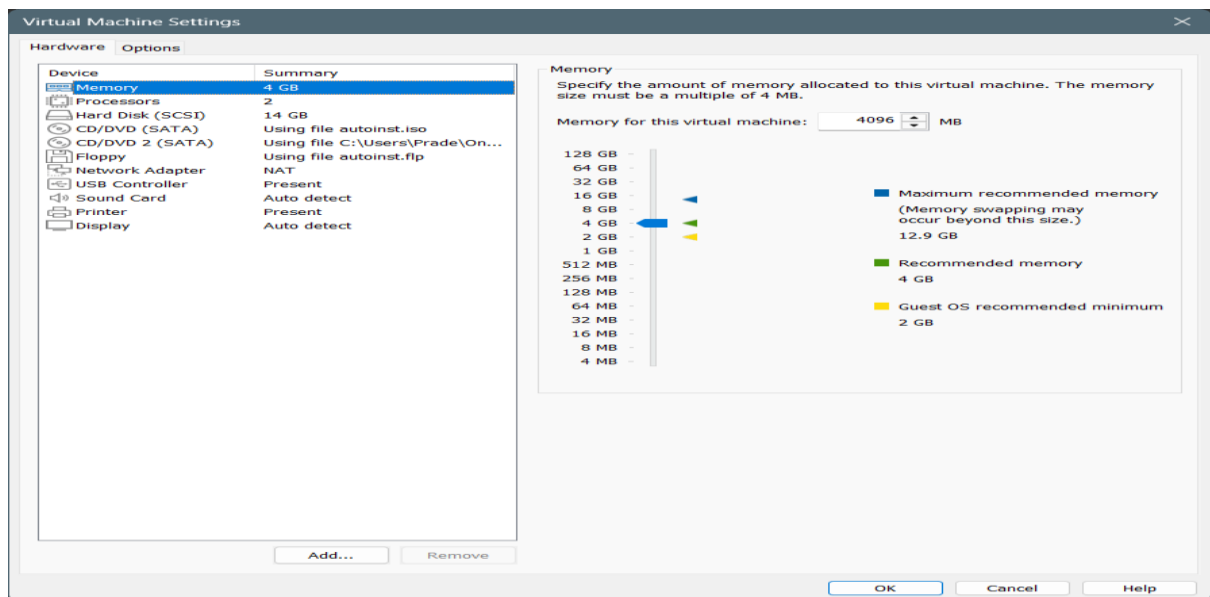 Virtual Machine Settings
Hardware Options
Device Summary
Memory 4 GB
Processors 2
Hard Disk (SCSI) 14 GB
CD/DVD (SATA) Using file autoinst.iso
CD/DVD 2 (SATA) Using file C:\Users\Prade\On...
Floppy Using file autoinst.flp
Network Adapter NAT
USB Controller Present
Sound Card Auto detect
Printer Present
Display Auto detect
Add... Remove
Memory
Specify the amount of memory allocated to this virtual machine. The memory
size must be a multiple of 4 MB.
Memory for this virtual machine: 4096 MB
128 GB
64 GB
32 GB
16 GB
8 GB
4 GB
2 GB
1 GB
512 MB
256 MB
128 MB
64 MB
32 MB
16 MB
8 MB
4 MB
Maximum recommended memory
(Memory swapping may
occur beyond this size.)
12.9 GB
Recommended memory
4 GB
Guest OS recommended minimum
2 GB
OK Cancel Help